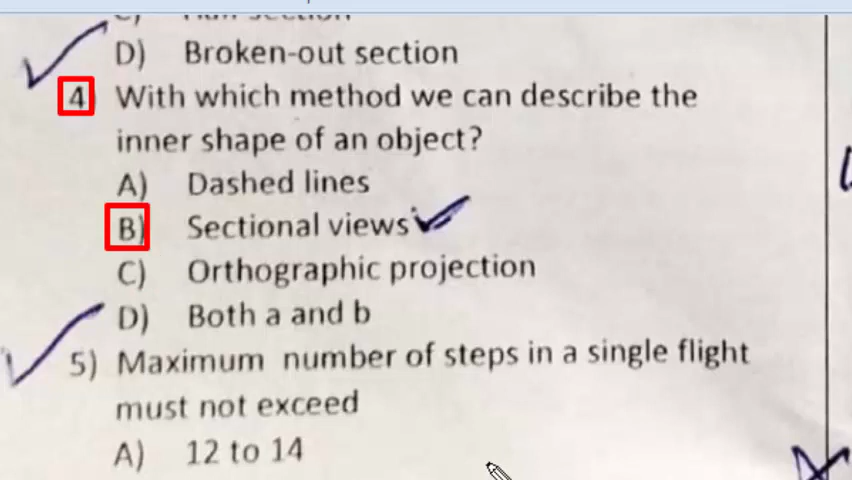 D) Broken-out section
4 With which method we can describe the
inner shape of an object?
A) Dashed lines
B) Sectional views
C) Orthographic projection
D) Both a and b
5) Maximum number of steps in a single flight
must not exceed
A) 12 to 14